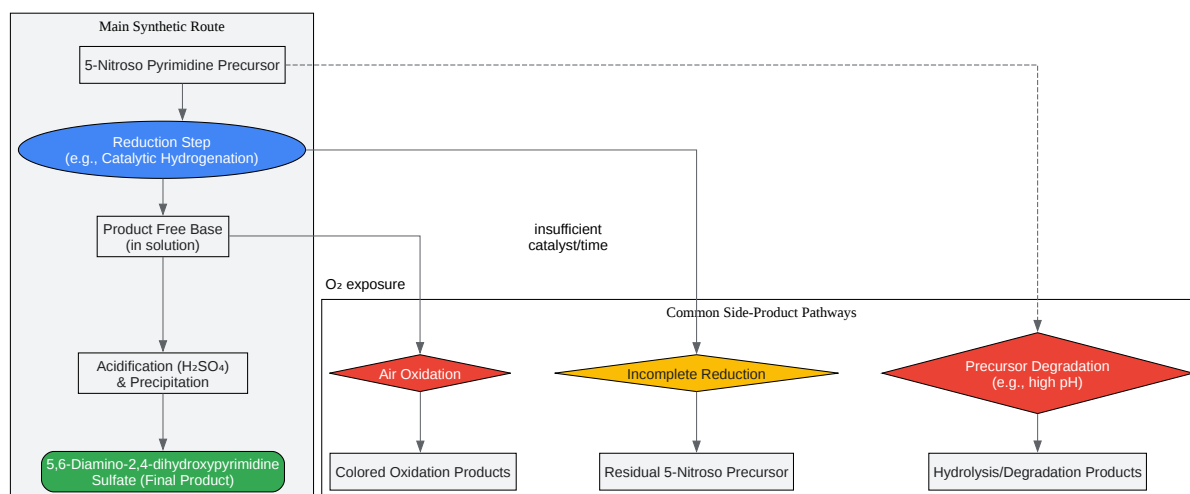 Main Synthetic Route
5-Nitroso Pyrimidine Precursor
Reduction Step
(e.g., Catalytic Hydrogenation)
Product Free Base
(in solution)
insufficient
catalyst/time
O₂ exposure
Common Side-Product Pathways
Acidification (H₂SO₄)
& Precipitation
Air Oxidation
Incomplete Reduction
Precursor Degradation
(e.g., high pH)
5,6-Diamino-2,4-dihydroxypyrimidine
Sulfate (Final Product)
Colored Oxidation Products
Residual 5-Nitroso Precursor
Hydrolysis/Degradation Products